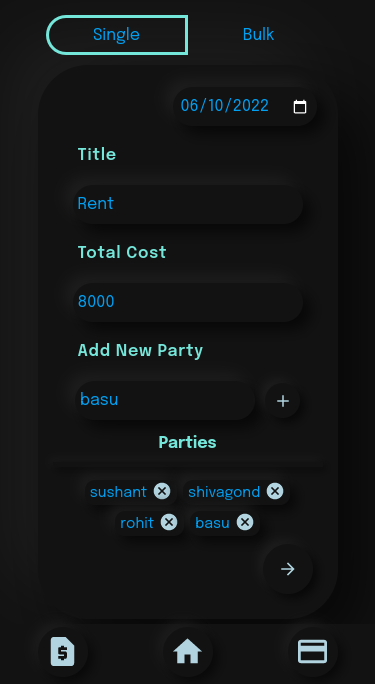 Single Bulk
06/10/2022
Title
Rent
Total Cost
8000
Add New Party
basu +
Parties
sushant shivagond
rohit basu